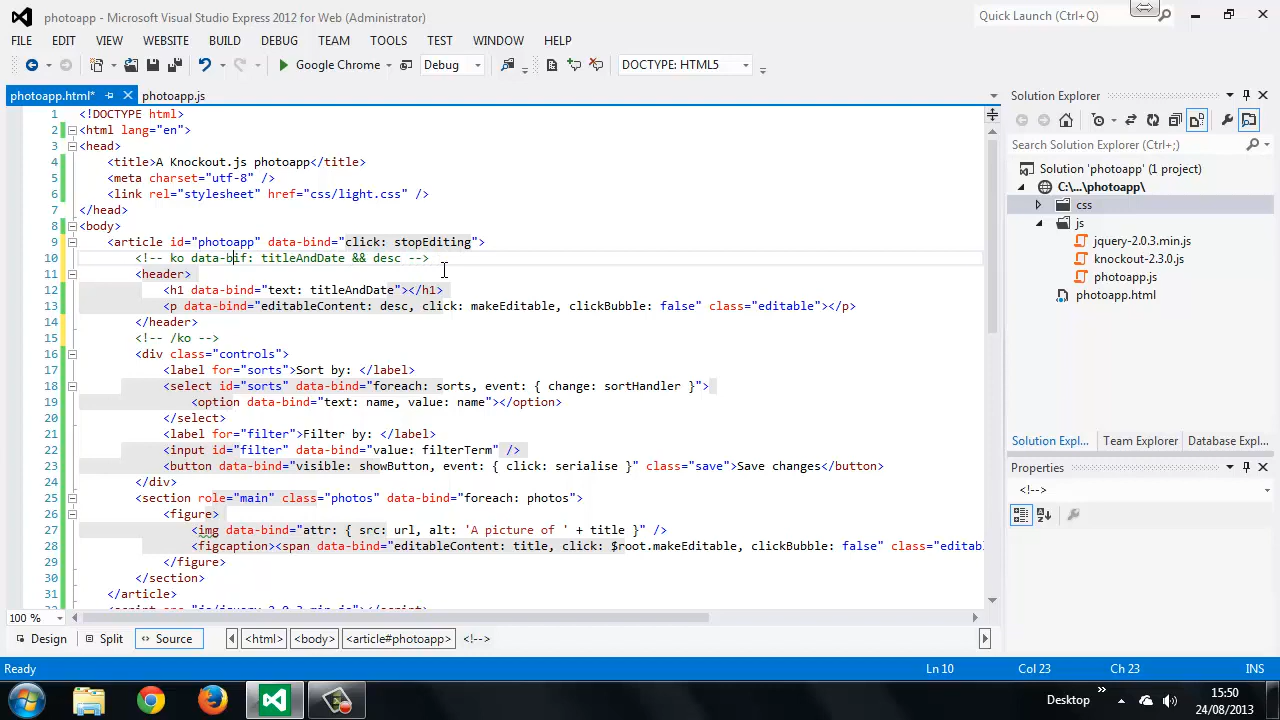 photoapp - Microsoft Visual Studio Express 2012 for Web (Administrator)
Quick Launch (Ctrl+Q)
FILE EDIT VIEW WEBSITE BUILD DEBUG TEAM TOOLS TEST WINDOW HELP
Google Chrome Debug DOCTYPE: HTML5
photoapp.html* photoapp.js
1 <!DOCTYPE html>
2 <html lang="en">
3 <head>
4 <title>A Knockout.js photoapp</title>
5 <meta charset="utf-8" />
6 <link rel="stylesheet" href="css/light.css" />
7 </head>
8 <body>
9 <article id="photoapp" data-bind="click: stopEditing">
10 <!-- ko data-bif: titleAndDate && desc -->
11 <header>
12 <h1 data-bind="text: titleAndDate"></h1>
13 <p data-bind="editableContent: desc, click: makeEditable, clickBubble: false" class="editable"></p>
14 </header>
15 <!-- /ko -->
16 <div class="controls">
17 <label for="sorts">Sort by: </label>
18 <select id="sorts" data-bind="foreach: sorts, event: { change: sortHandler }">
19 <option data-bind="text: name, value: name"></option>
20 </select>
21 <label for="filter">Filter by: </label>
22 <input id="filter" data-bind="value: filterTerm" />
23 <button data-bind="visible: showButton, event: { click: serialise }" class="save">Save changes</button>
24 </div>
25 <section role="main" class="photos" data-bind="foreach: photos">
26 <figure>
27 <img data-bind="attr: { src: url, alt: 'A picture of ' + title }" />
28 <figcaption><span data-bind="editableContent: title, click: $root.makeEditable, clickBubble: false" class="editab
29 </figure>
30 </section>
31 </article>
32 <script src="js/jquery-2.0.3.min.js"></script>
100 %
Design Split Source <html> <body> <article#photoapp> <!-->
Solution Explorer
Search Solution Explorer (Ctrl+;)
Solution 'photoapp' (1 project)
C:\...\photoapp\
css
js
jquery-2.0.3.min.js
knockout-2.3.0.js
photoapp.js
photoapp.html
Solution Expl... Team Explorer Database Expl...
Properties
<!-->
Ready Ln 10 Col 23 Ch 23 INS
Desktop
15:50
24/08/2013